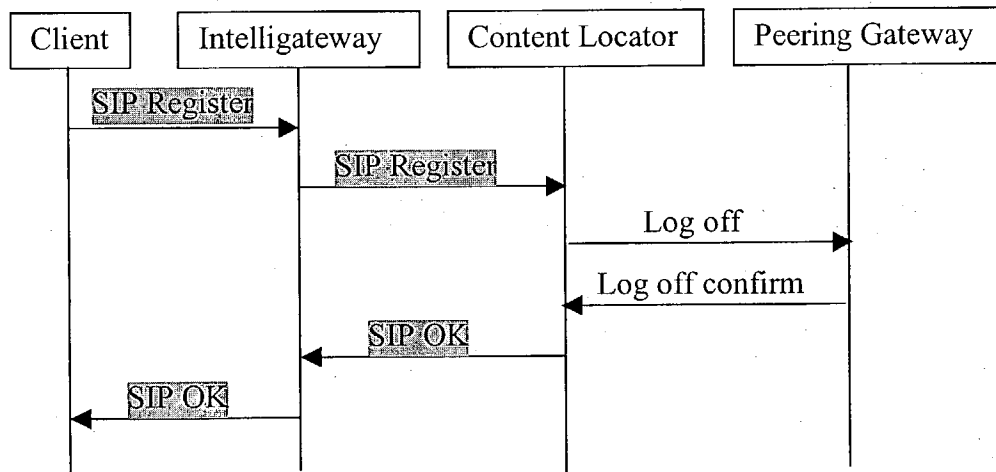 Client
Intelligateway
Content Locator
Peering Gateway
SIP Register
SIP Register
Log off
Log off confirm
SIP OK
SIP OK